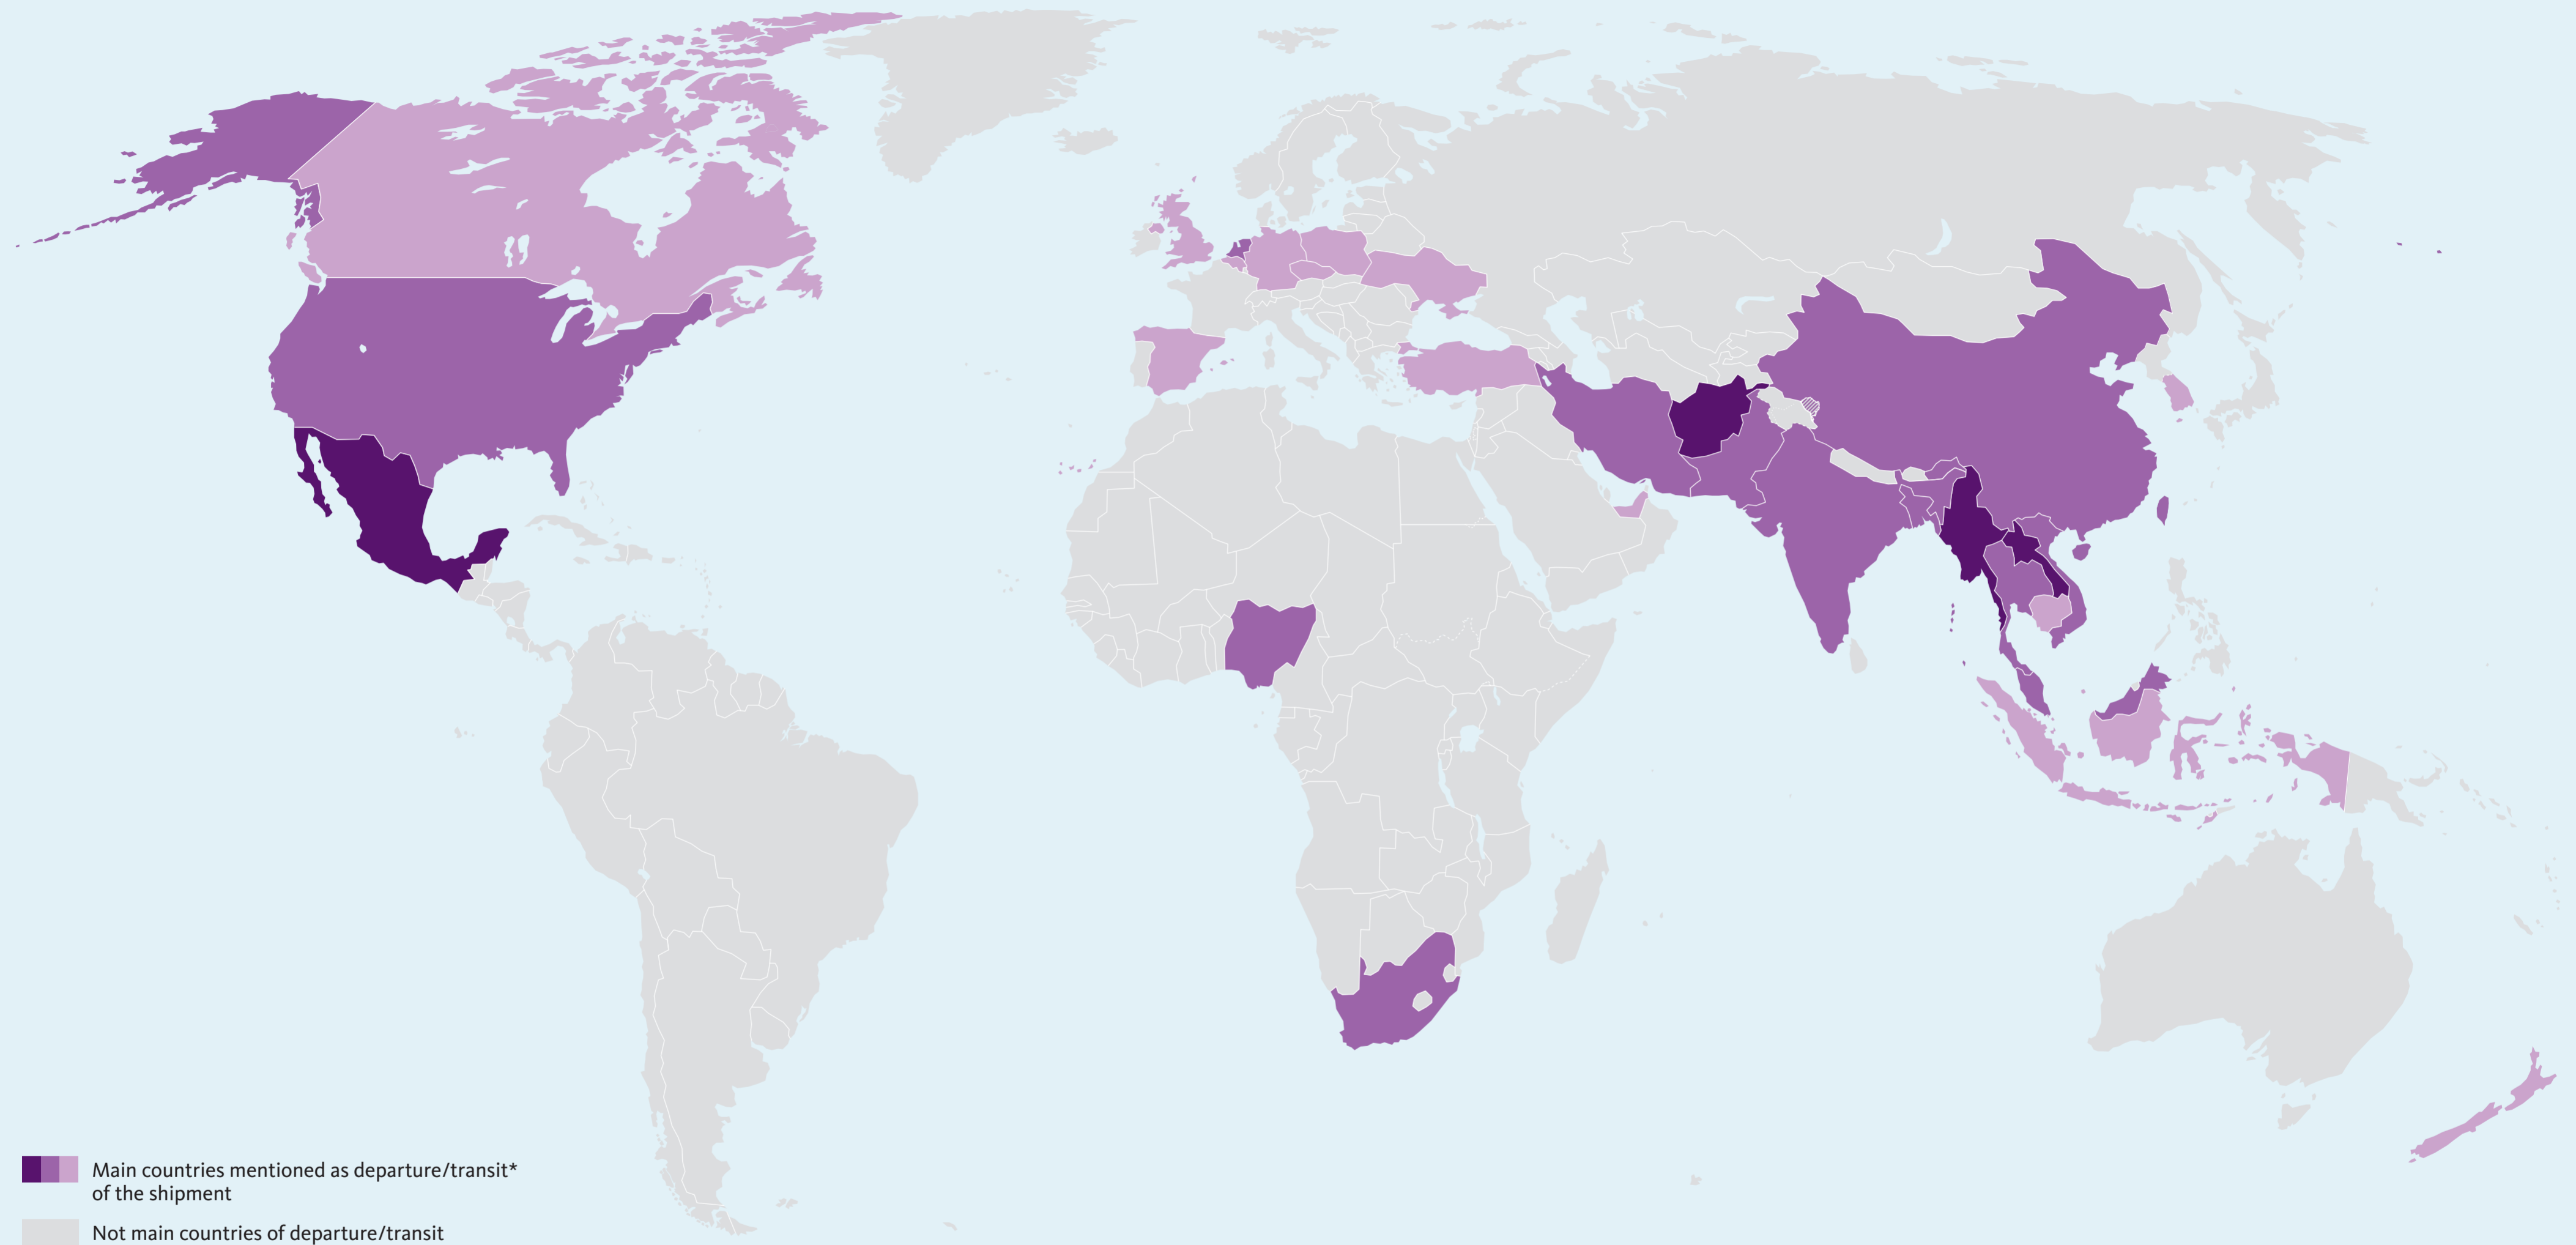 Main countries mentioned as departure/transit*
of the shipment
Not main countries of departure/transit